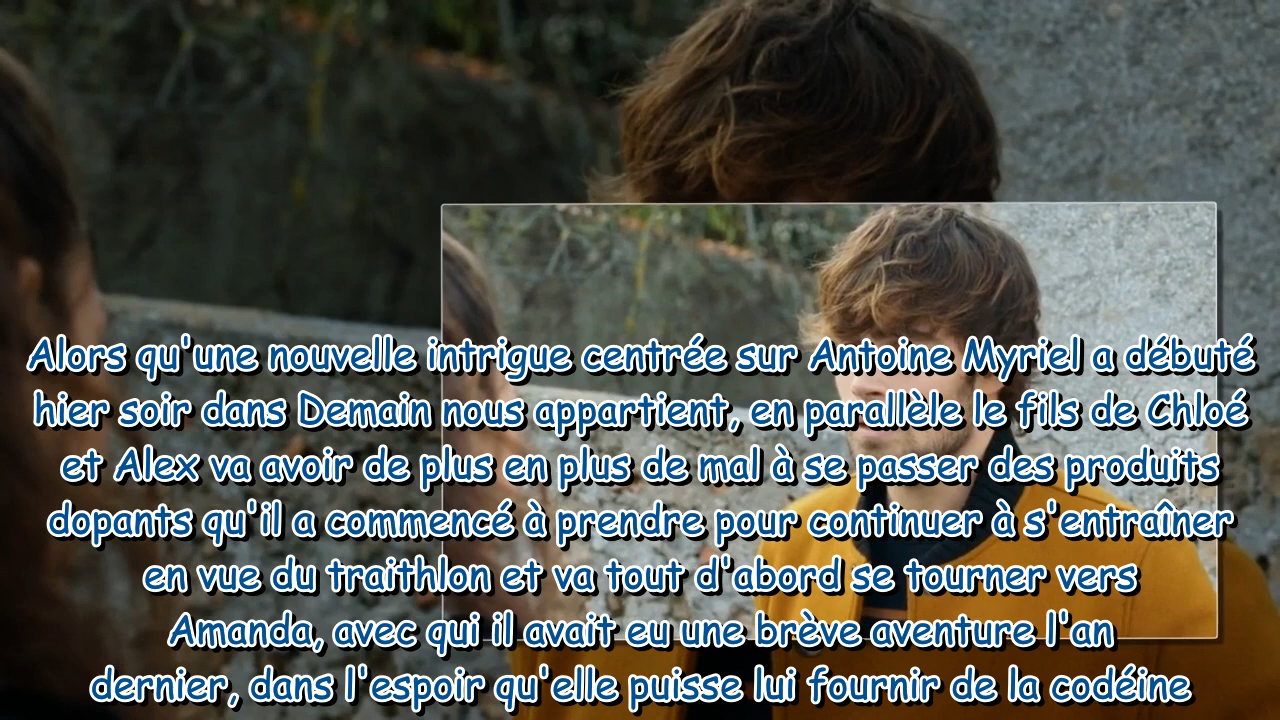 Alors qu'une nouvelle intrigue centrée sur Antoine Myriel a débuté
hier soir dans Demain nous appartient, en parallèle le fils de Chloé
et Alex va avoir de plus en plus de mal à se passer des produits
dopants qu'il a commencé à prendre pour continuer à s'entraîner
en vue du traithlon et va tout d'abord se tourner vers
Amanda, avec qui il avait eu une brève aventure l'an
dernier, dans l'espoir qu'elle puisse lui fournir de la codéine